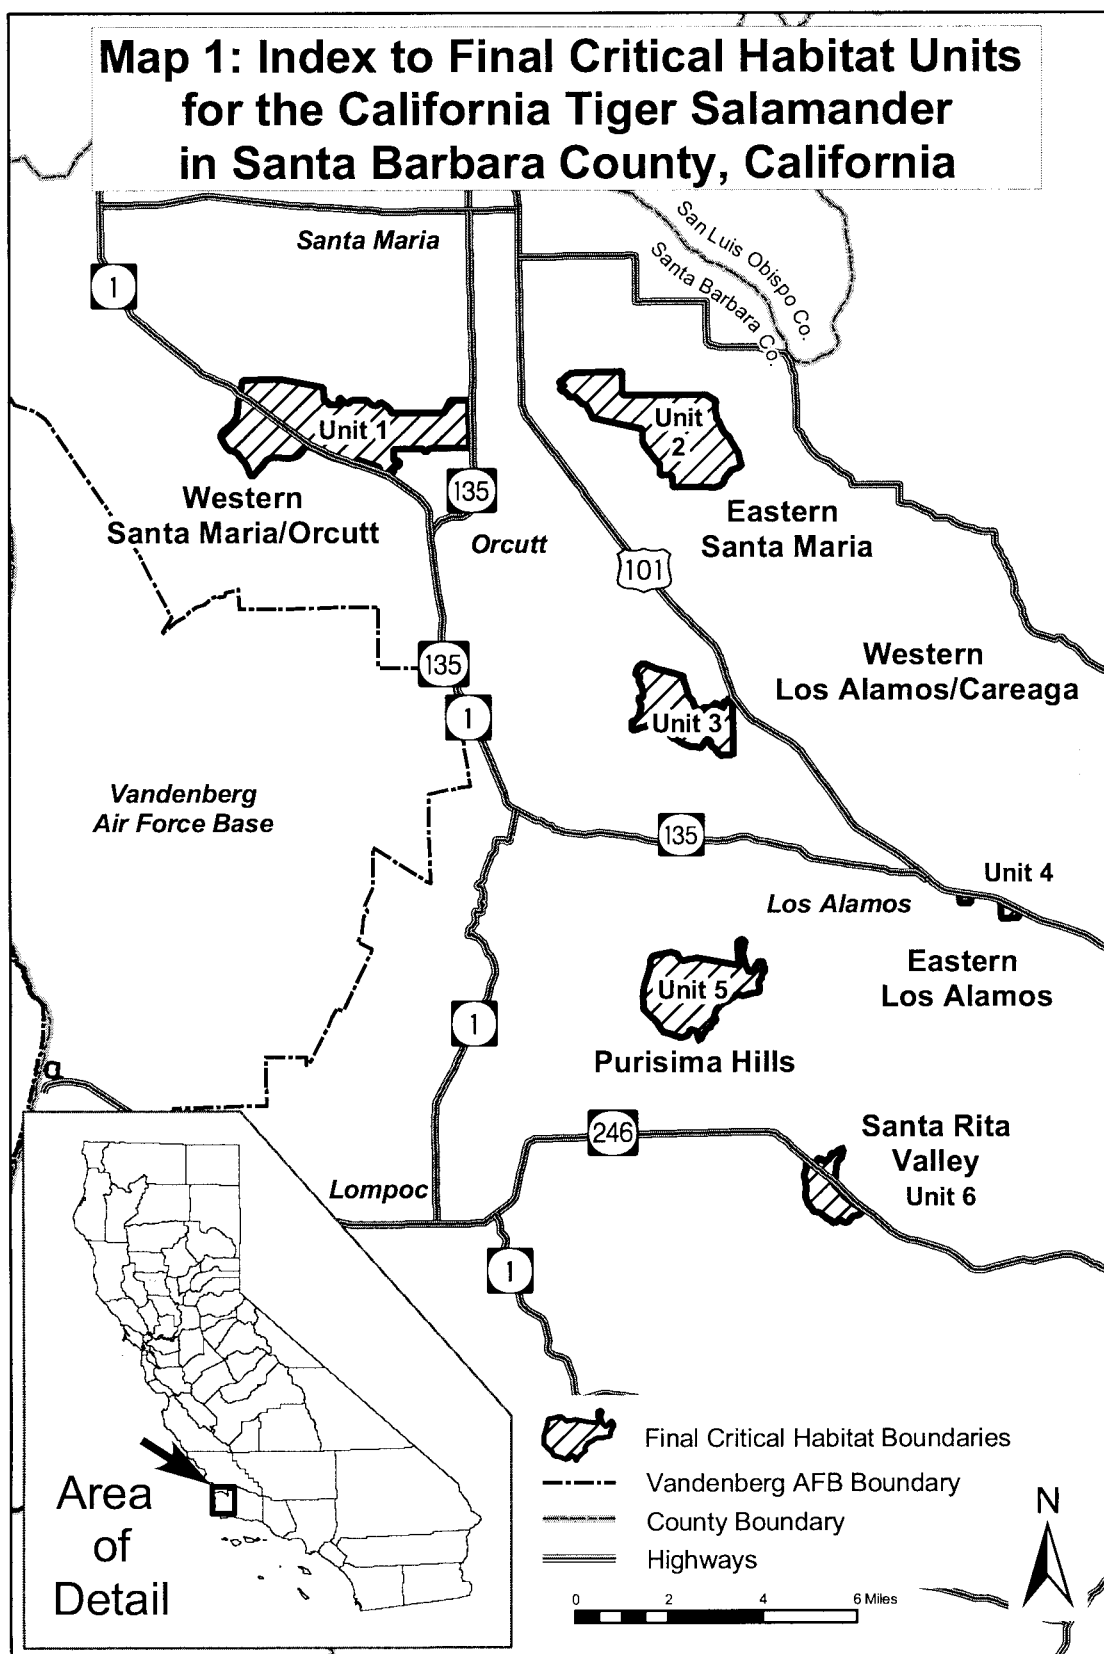 Map 1: Index to Final Critical Habitat Units
for the California Tiger Salamander
in Santa Barbara County, California
San Luis Obispo Co.
Santa Barbara Co.
Santa Maria
1
Unit 1
Unit
2
135
Western
Santa Maria/Orcutt
Orcutt
Eastern
Santa Maria
101
135
Western
Los Alamos/Careaga
1
Unit 3
Vandenberg
Air Force Base
135
Unit 4
Los Alamos
Eastern
Los Alamos
Unit 5
1
Purisima Hills
246
Santa Rita
Valley
Unit 6
Lompoc
1
Area
of
Detail
Final Critical Habitat Boundaries
Vandenberg AFB Boundary
County Boundary
Highways
N
0 2 4 6 Miles